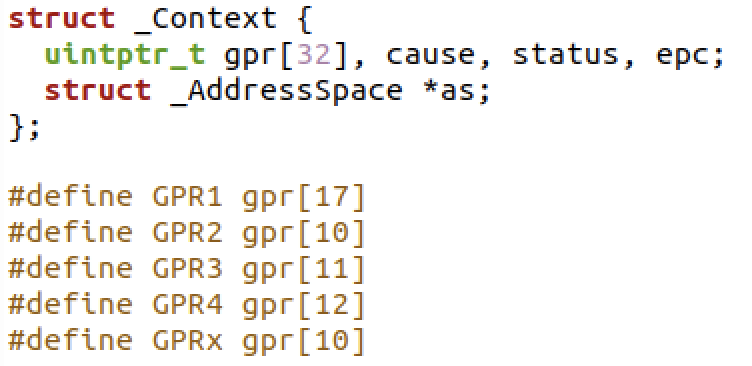 struct _Context {
  uintptr_t gpr[32], cause, status, epc;
  struct _AddressSpace *as;
};

#define GPR1 gpr[17]
#define GPR2 gpr[10]
#define GPR3 gpr[11]
#define GPR4 gpr[12]
#define GPRx gpr[10]